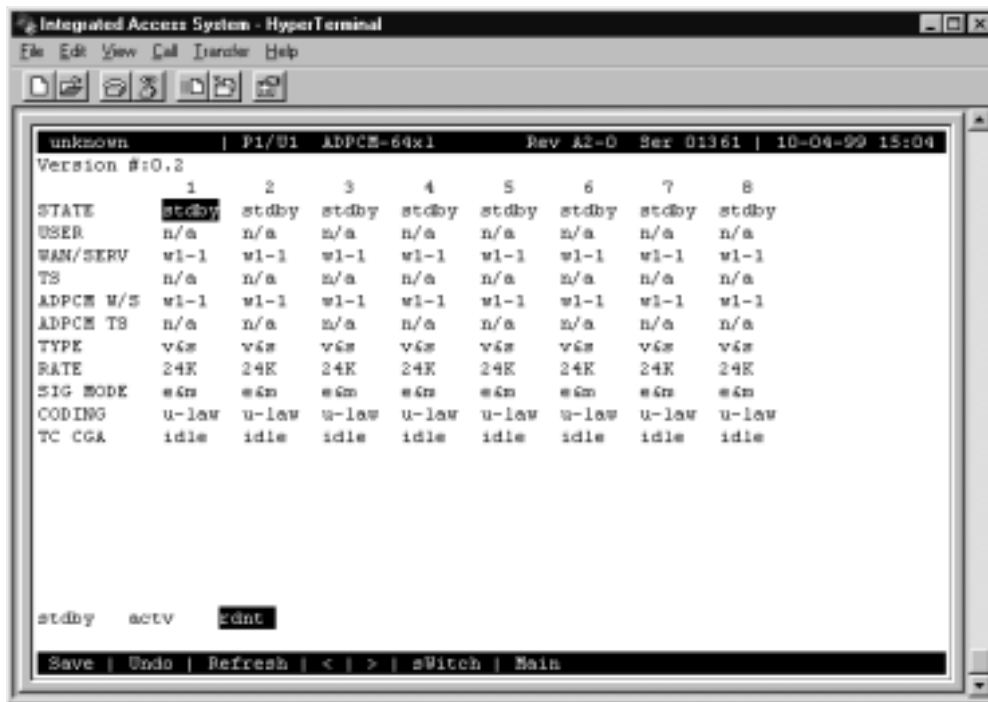 Integrated Access System - HyperTerminal
File Edit View Call Transfer Help
unknown | P1/U1 ADPCM-64x1 Rev A2-0 Ser 01361 | 10-04-99 15:04
Version #:0.2
1 2 3 4 5 6 7 8
STATE stdby stdby stdby stdby stdby stdby stdby stdby
USER n/a n/a n/a n/a n/a n/a n/a n/a
WAN/SERV w1-1 w1-1 w1-1 w1-1 w1-1 w1-1 w1-1 w1-1
TS n/a n/a n/a n/a n/a n/a n/a n/a
ADPCM W/S w1-1 w1-1 w1-1 w1-1 w1-1 w1-1 w1-1 w1-1
ADPCM TS n/a n/a n/a n/a n/a n/a n/a n/a
TYPE v&s v&s v&s v&s v&s v&s v&s v&s
RATE 24K 24K 24K 24K 24K 24K 24K 24K
SIG MODE e&m e&m e&m e&m e&m e&m e&m e&m
CODING u-law u-law u-law u-law u-law u-law u-law u-law
TC CGA idle idle idle idle idle idle idle idle
stdby actv rdnt
Save | Undo | Refresh | < | > | sWitch | Main